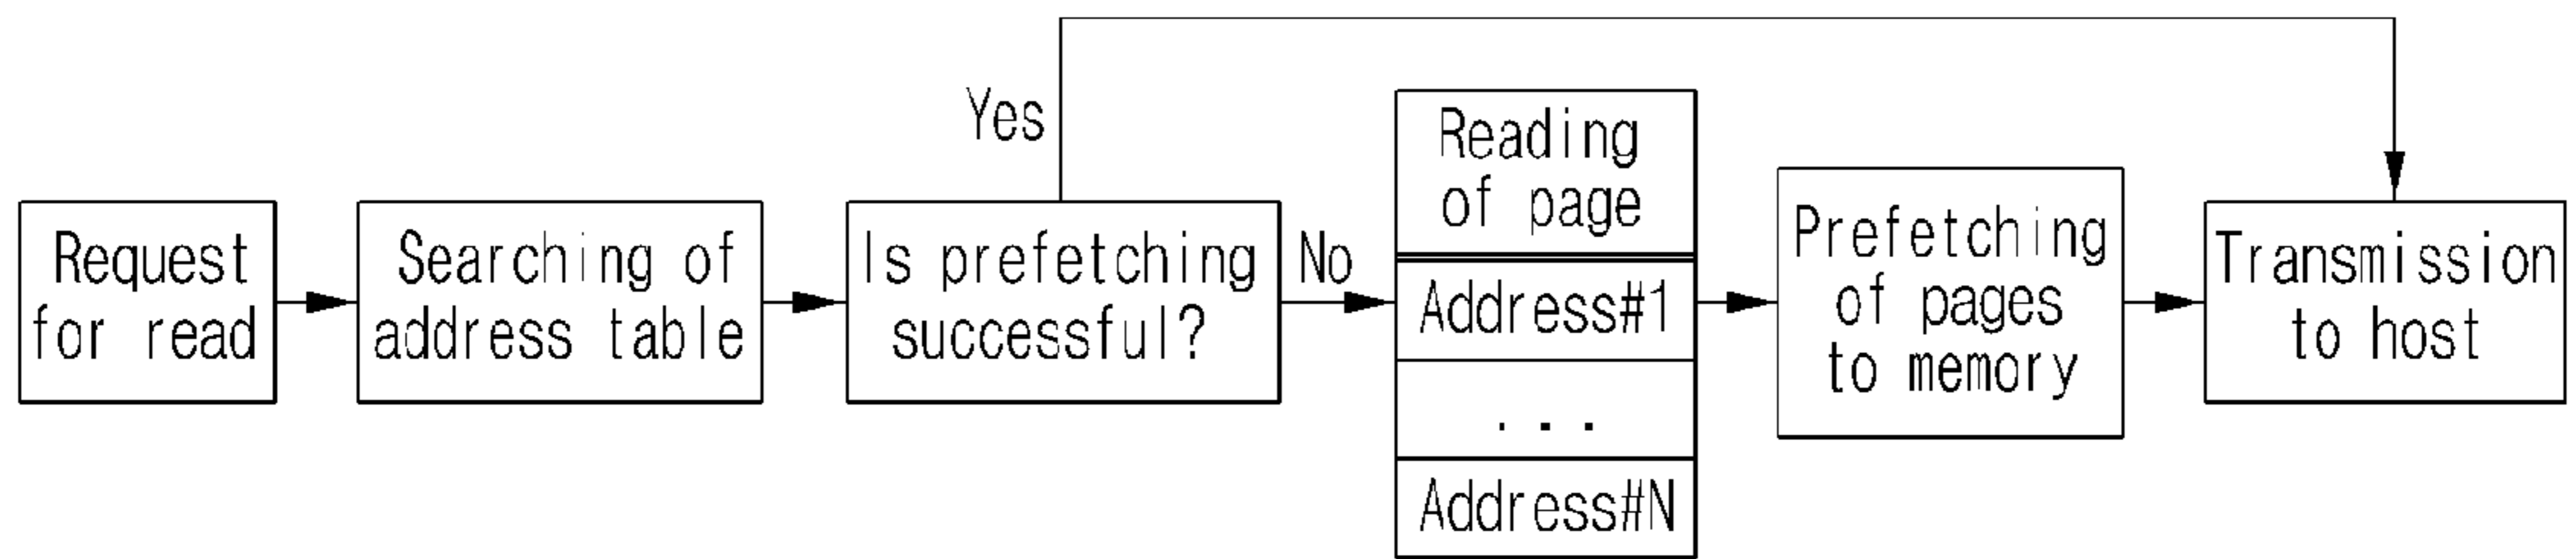 Request
for read
Searching of
address table
Is prefetching
successful?
Yes
No
Reading
of page
Address#1
...
Address#N
Prefetching
of pages
to memory
Transmission
to host